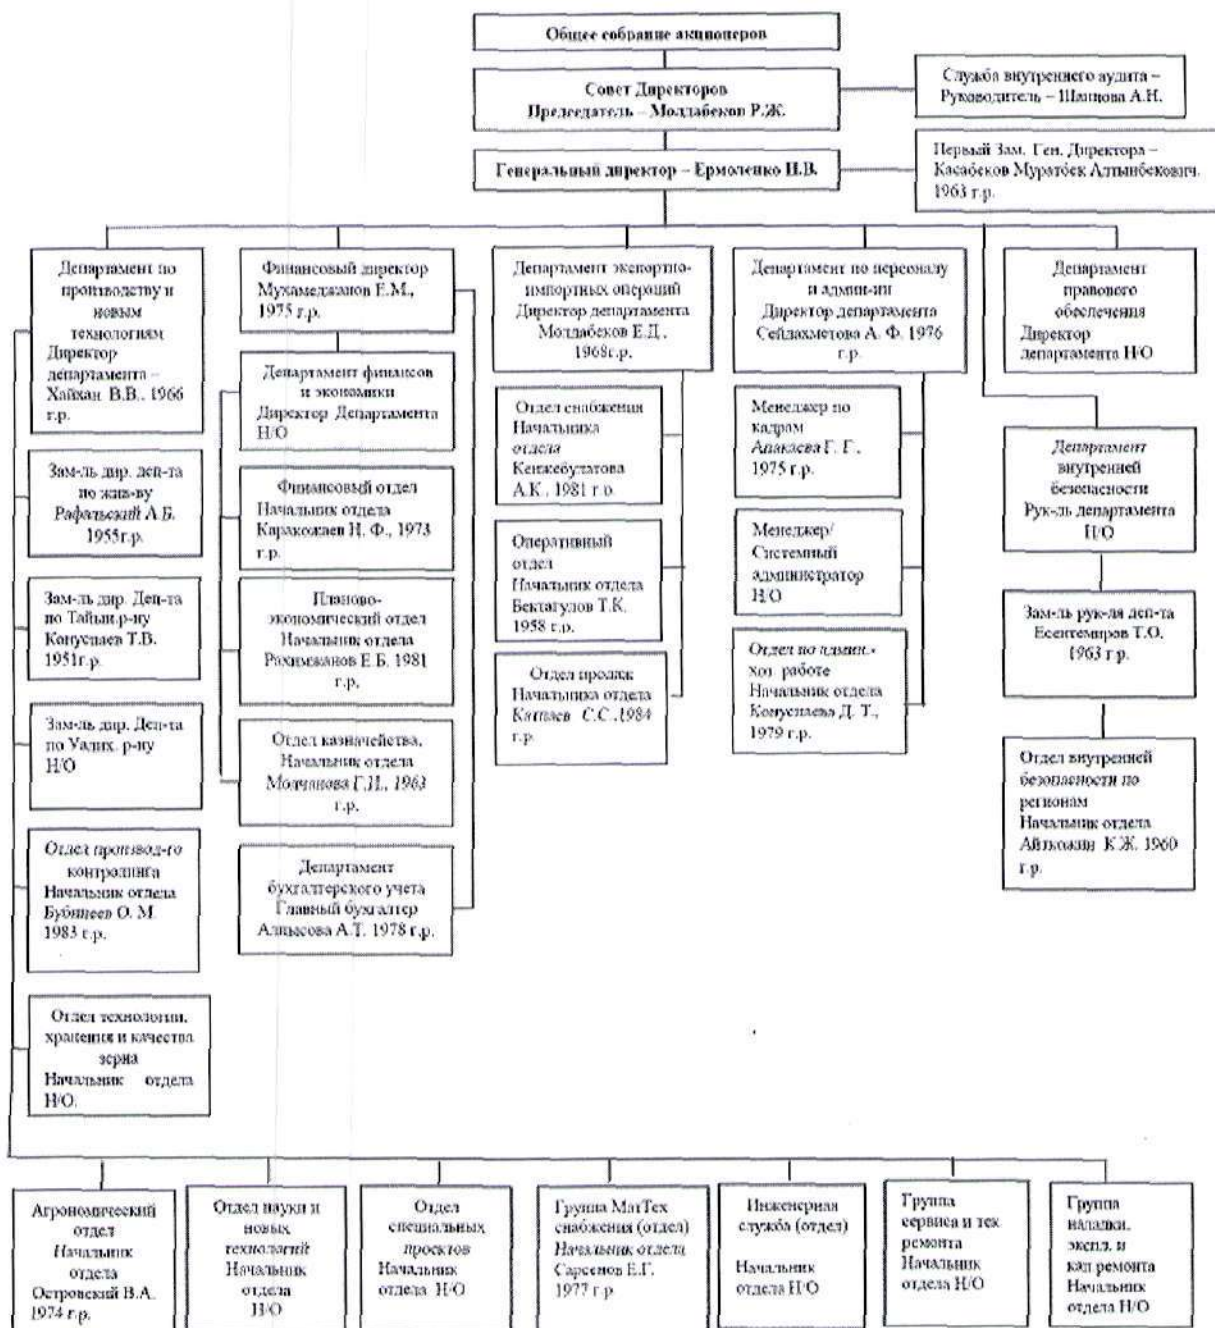 Общее собрание акционеров
Совет Директоров
Председатель – Молдабеков Р.Ж.
Служба внутреннего аудита –
Руководитель – Шаипова А.Н.
Генеральный директор – Ермоленко И.В.
Первый Зам. Ген. Директора –
Касабеков Муратбек Алтынбекович.
1963 г.р.
Департамент по
производству и
новым
технологиям
Директор
департамента –
Хайхан В.В., 1966
г.р.
Зам-ль дир. деп-та
по жив-ву
Рафальский А.Б.
1955г.р.
Зам-ль дир. Деп-та
по Тайын.р-ну
Конуспаев Т.В.
1951г.р.
Зам-ль дир. Деп-та
по Уалих. р-ну
Н/О
Отдел производ-го
контролинга
Начальник отдела
Бубинеев О. М.
1983 г.р.
Отдел технологии,
хранения и качества
зерна
Начальник отдела
Н/О.
Финансовый директор
Мухамеджанов Е.М.,
1975 г.р.
Департамент финансов
и экономики
Директор Департамента
Н/О
Финансовый отдел
Начальник отдела
Каракожаев Н. Ф., 1973
г.р.
Планово-
экономический отдел
Начальник отдела
Рахимжанов Е.Б. 1981
г.р.
Отдел казначейства.
Начальник отдела
Молчанова Г.И., 1963
г.р.
Департамент
бухгалтерского учета
Главный бухгалтер
Алпысова А.Т. 1978 г.р.
Департамент экспортно-
импортных операций
Директор департамента
Молдабеков Е.Д.,
1968г.р.
Отдел снабжения
Начальника
отдела
Кенжебулатова
А.К., 1981 г.р.
Оперативный
отдел
Начальник отдела
Бектагулов Т.К.
1958 г.р.
Отдел продаж
Начальника отдела
С.С.,1984
г.р.
Департамент по персоналу
и админ-ии
Директор департамента
Сейдахметова А. Ф. 1976
г.р.
Менеджер по
кадрам
Апакаева Г. Г.,
1975 г.р.
Менеджер/
Системный
администратор
Н/О
Отдел по админ.-
хоз. работе
Начальник отдела
Конуспаева Д. Т.,
1979 г.р.
Департамент
правового
обеспечения
Директор
департамента Н/О
Департамент
внутренней
безопасности
Рук-ль департамента
Н/О
Зам-ль рук-ля деп-та
Есентемиров Т.О.
1963 г.р.
Отдел внутренней
безопасности по
регионам
Начальник отдела
Айткожин К.Ж. 1960
г.р.
Агрономический
отдел
Начальник
отдела
Островский В.А.
1974 г.р.
Отдел науки и
новых
технологий
Начальник
отдела
Н/О
Отдел
специальных
проектов
Начальник
отдела Н/О
Группа МатТех
снабжения (отдел)
Начальник отдела
Сарсенов Е.Г.
1977 г.р
Инженерная
служба (отдел)
Начальник
отдела Н/О
Группа
сервиса и тех
ремонта
Начальник
отдела Н/О
Группа
наладки,
экспл. и
кап ремонта
Начальник
отдела Н/О